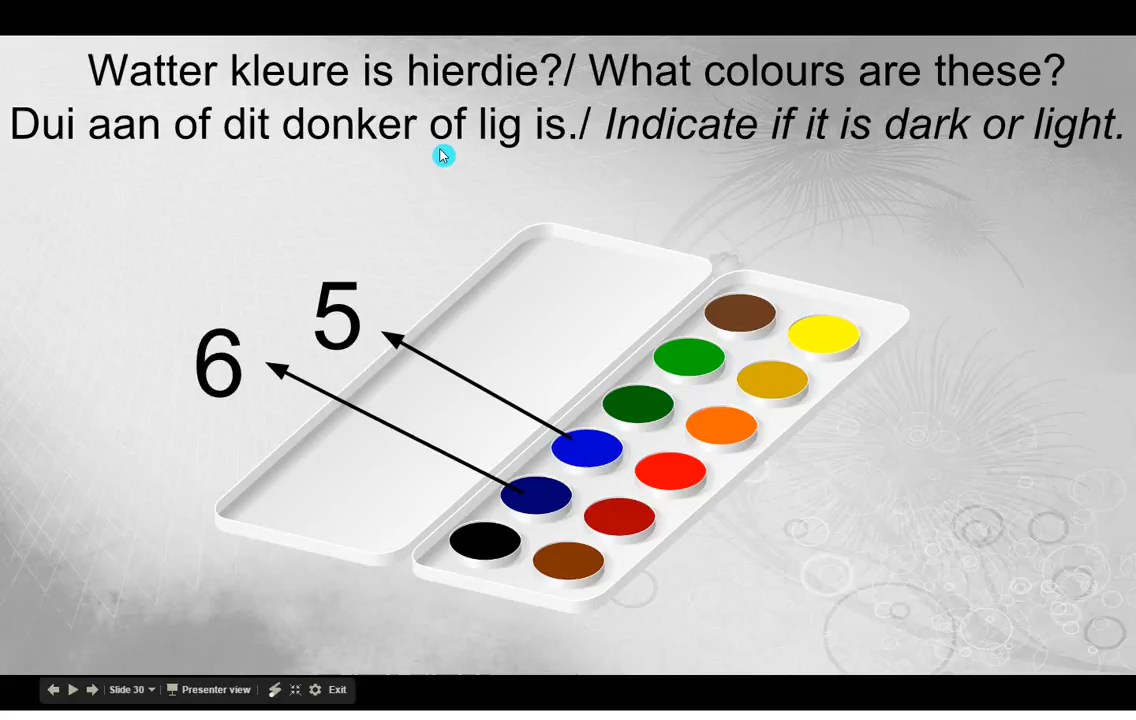 Watter kleure is hierdie?/ What colours are these?
Dui aan of dit donker of lig is./ Indicate if it is dark or light.
5
6
Slide 30
Presenter view
Exit